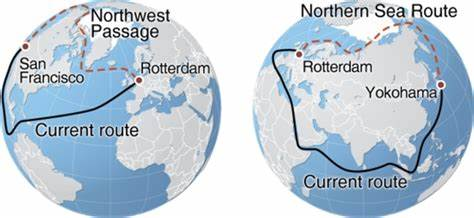 Northwest
Passage
San
Francisco
Rotterdam
Current route
Northern Sea Route
Rotterdam
Yokohama
Current route